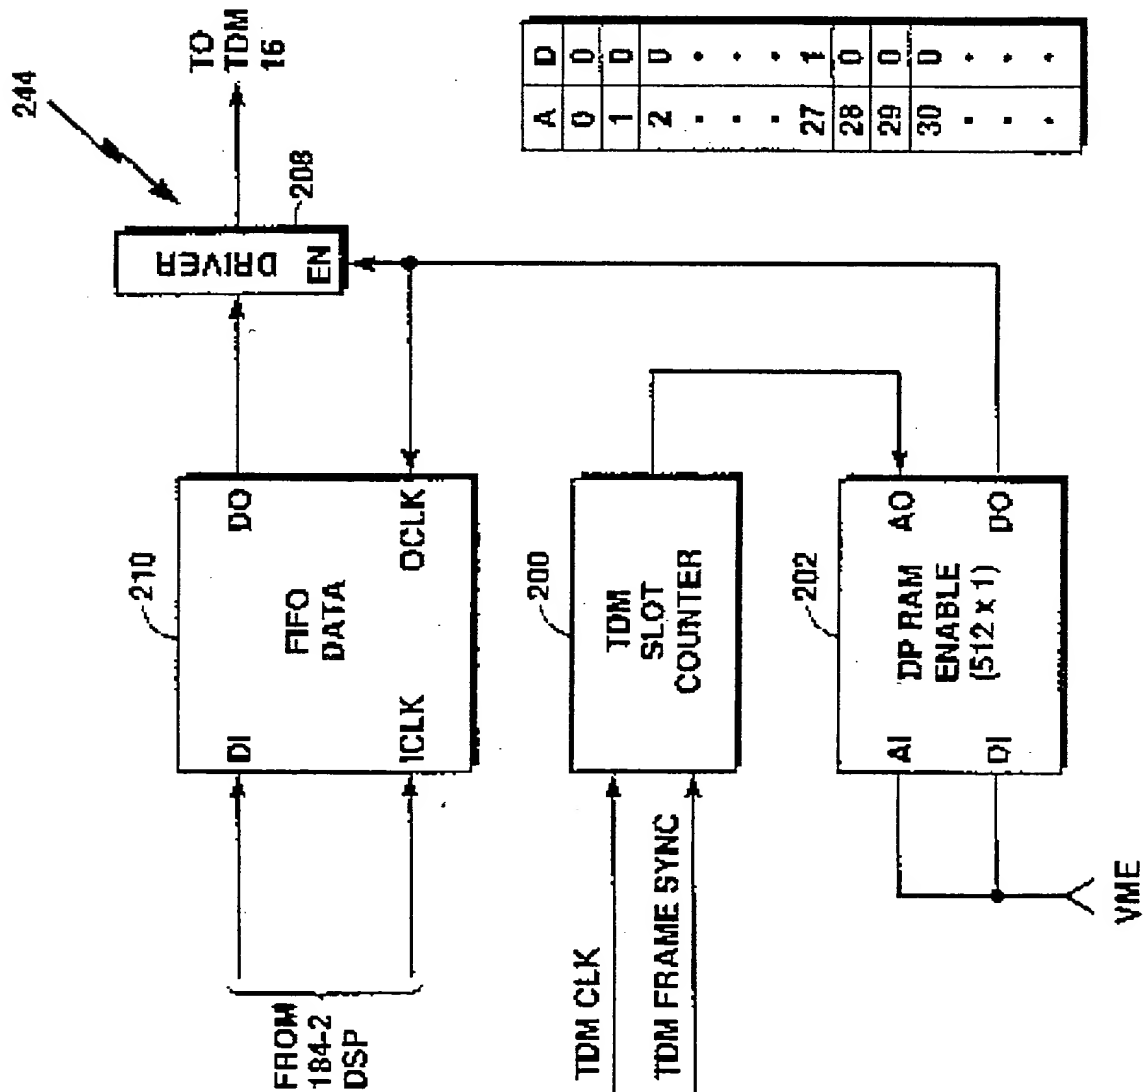 244
TO
TDM
16
DRIVER
EN
208
210
FIFO
DATA
DI
ICLK
DO
OCLK
FROM
184-2
DSP
200
TDM
SLOT
COUNTER
TDM CLK
TDM FRAME SYNC
202
DP RAM
ENABLE
(512 x 1)
AI
DI
AO
DO
VME
A D
0 0
1 0
2 0
. .
. .
. .
27 1
28 0
29 0
30 0
. .
. .
. .